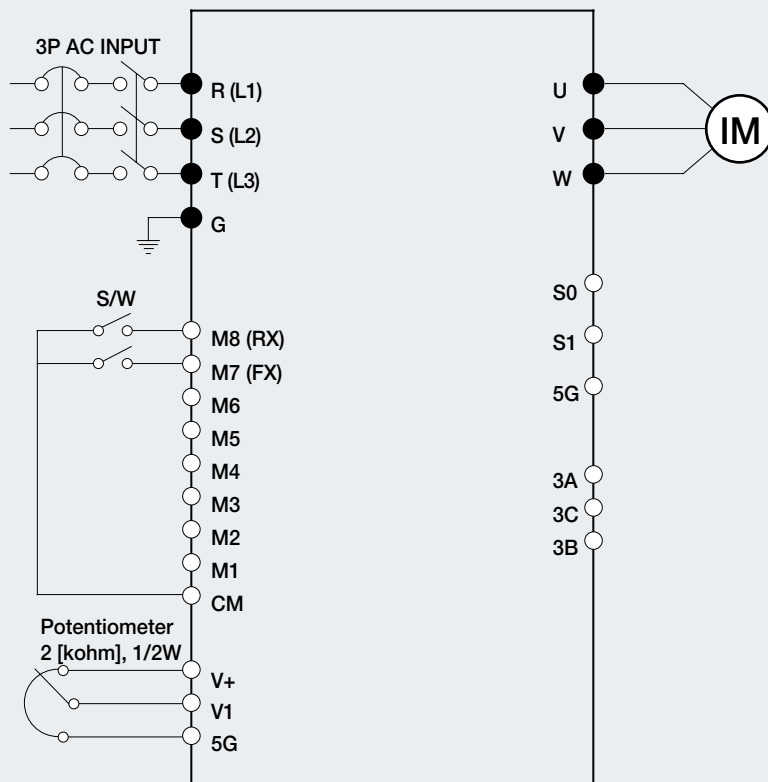 3P AC INPUT
R (L1)
S (L2)
T (L3)
G
U
V
W
IM
S/W
M8 (RX)
M7 (FX)
M6
M5
M4
M3
M2
M1
CM
S0
S1
5G
3A
3C
3B
Potentiometer
2 [kohm], 1/2W
V+
V1
5G